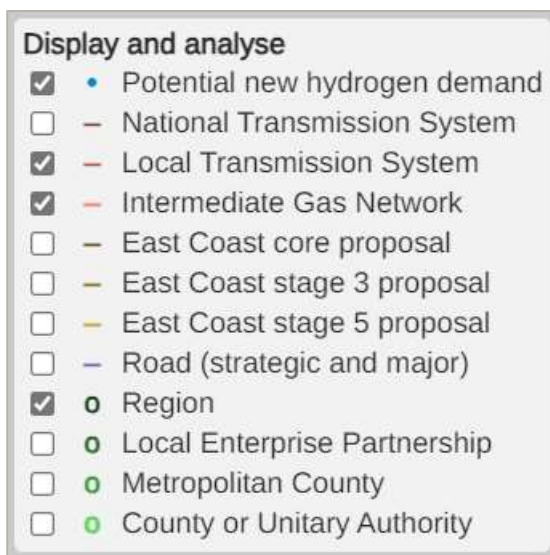 Display and analyse
Potential new hydrogen demand
National Transmission System
Local Transmission System
Intermediate Gas Network
East Coast core proposal
East Coast stage 3 proposal
East Coast stage 5 proposal
Road (strategic and major)
o Region
o Local Enterprise Partnership
o Metropolitan County
o County or Unitary Authority